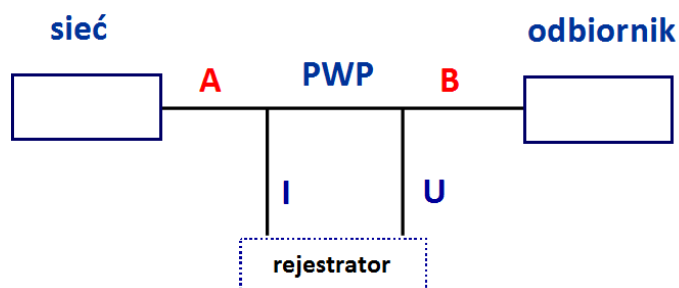 sieć
odbiornik
A
PWP
B
I
U
rejestrator